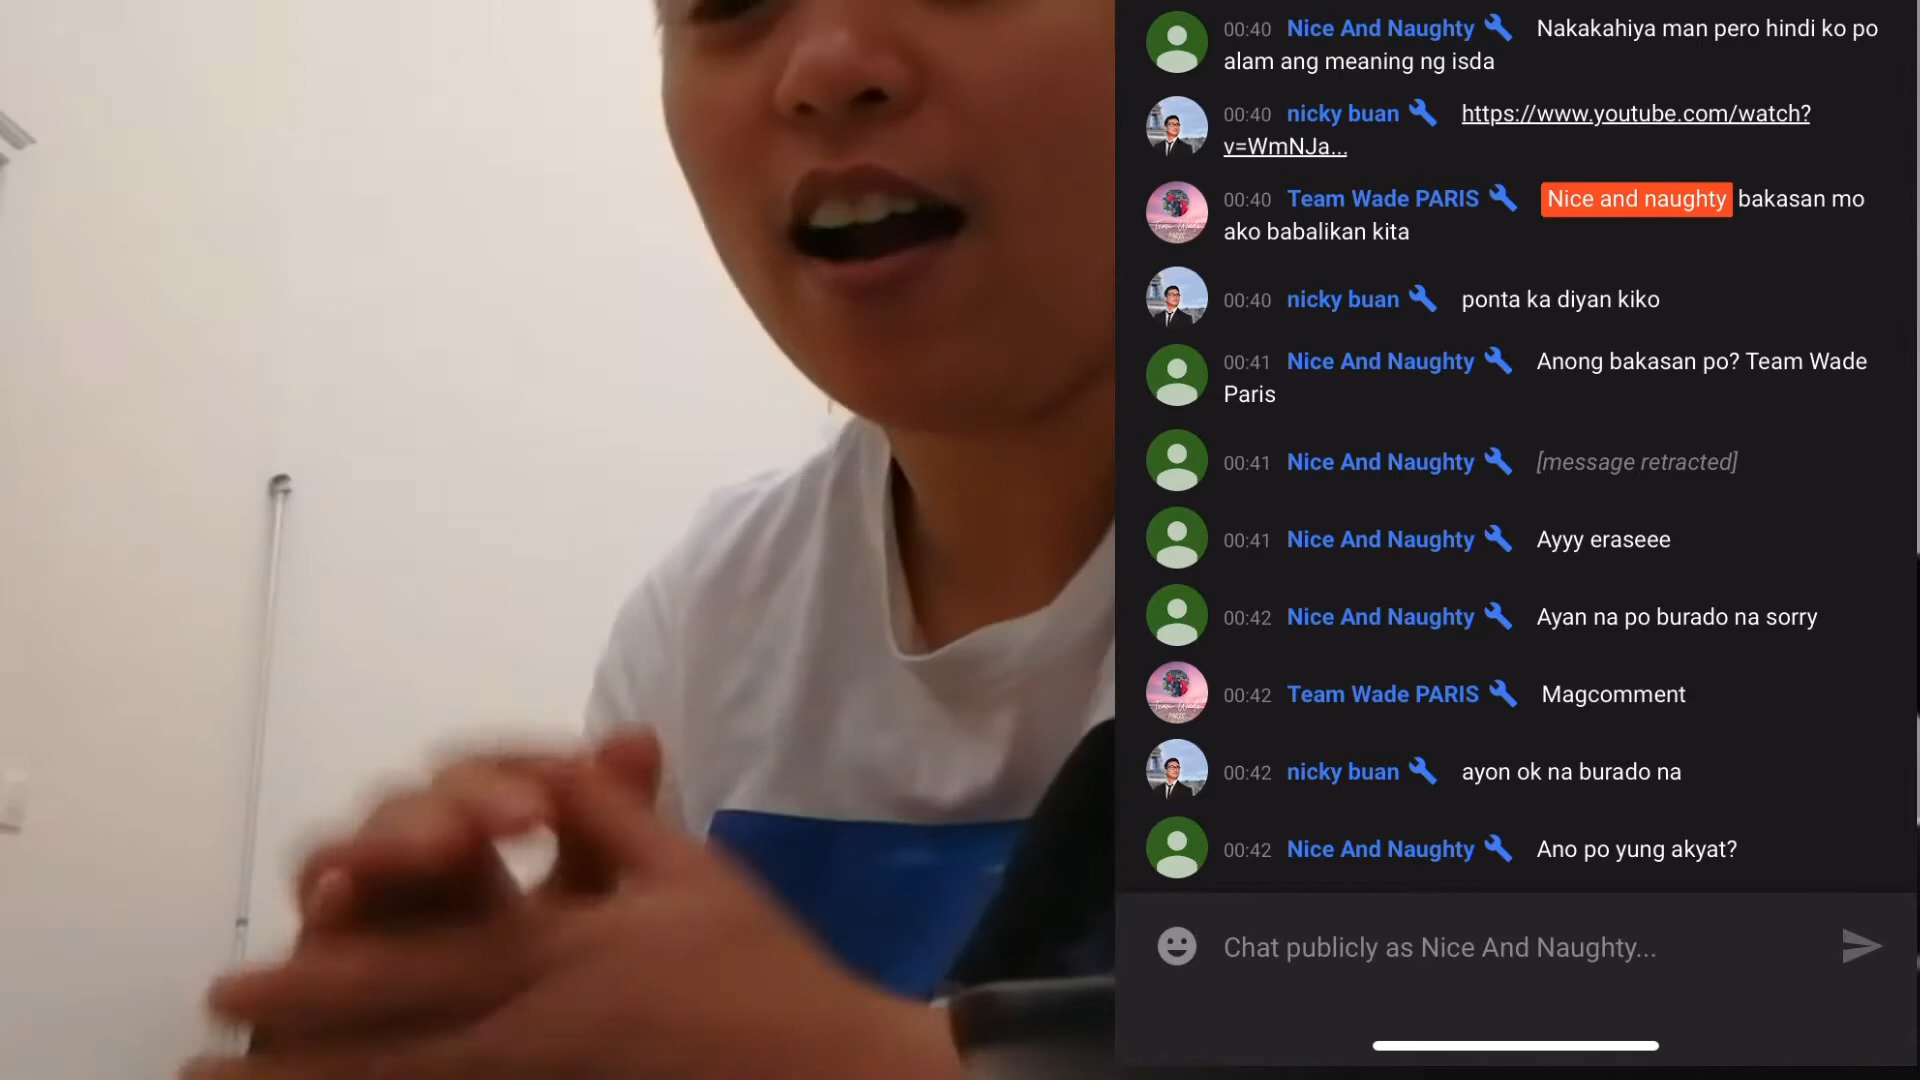 00:40 Nice And Naughty Nakakahiya man pero hindi ko po
alam ang meaning ng isda
00:40 nicky buan https://www.youtube.com/watch?
v=WmNJa...
00:40 Team Wade PARIS Nice and naughty bakasan mo
ako babalikan kita
00:40 nicky buan ponta ka diyan kiko
00:41 Nice And Naughty Anong bakasan po? Team Wade
Paris
00:41 Nice And Naughty [message retracted]
00:41 Nice And Naughty Ayyy eraseee
00:42 Nice And Naughty Ayan na po burado na sorry
00:42 Team Wade PARIS Magcomment
00:42 nicky buan ayon ok na burado na
00:42 Nice And Naughty Ano po yung akyat?
Chat publicly as Nice And Naughty...